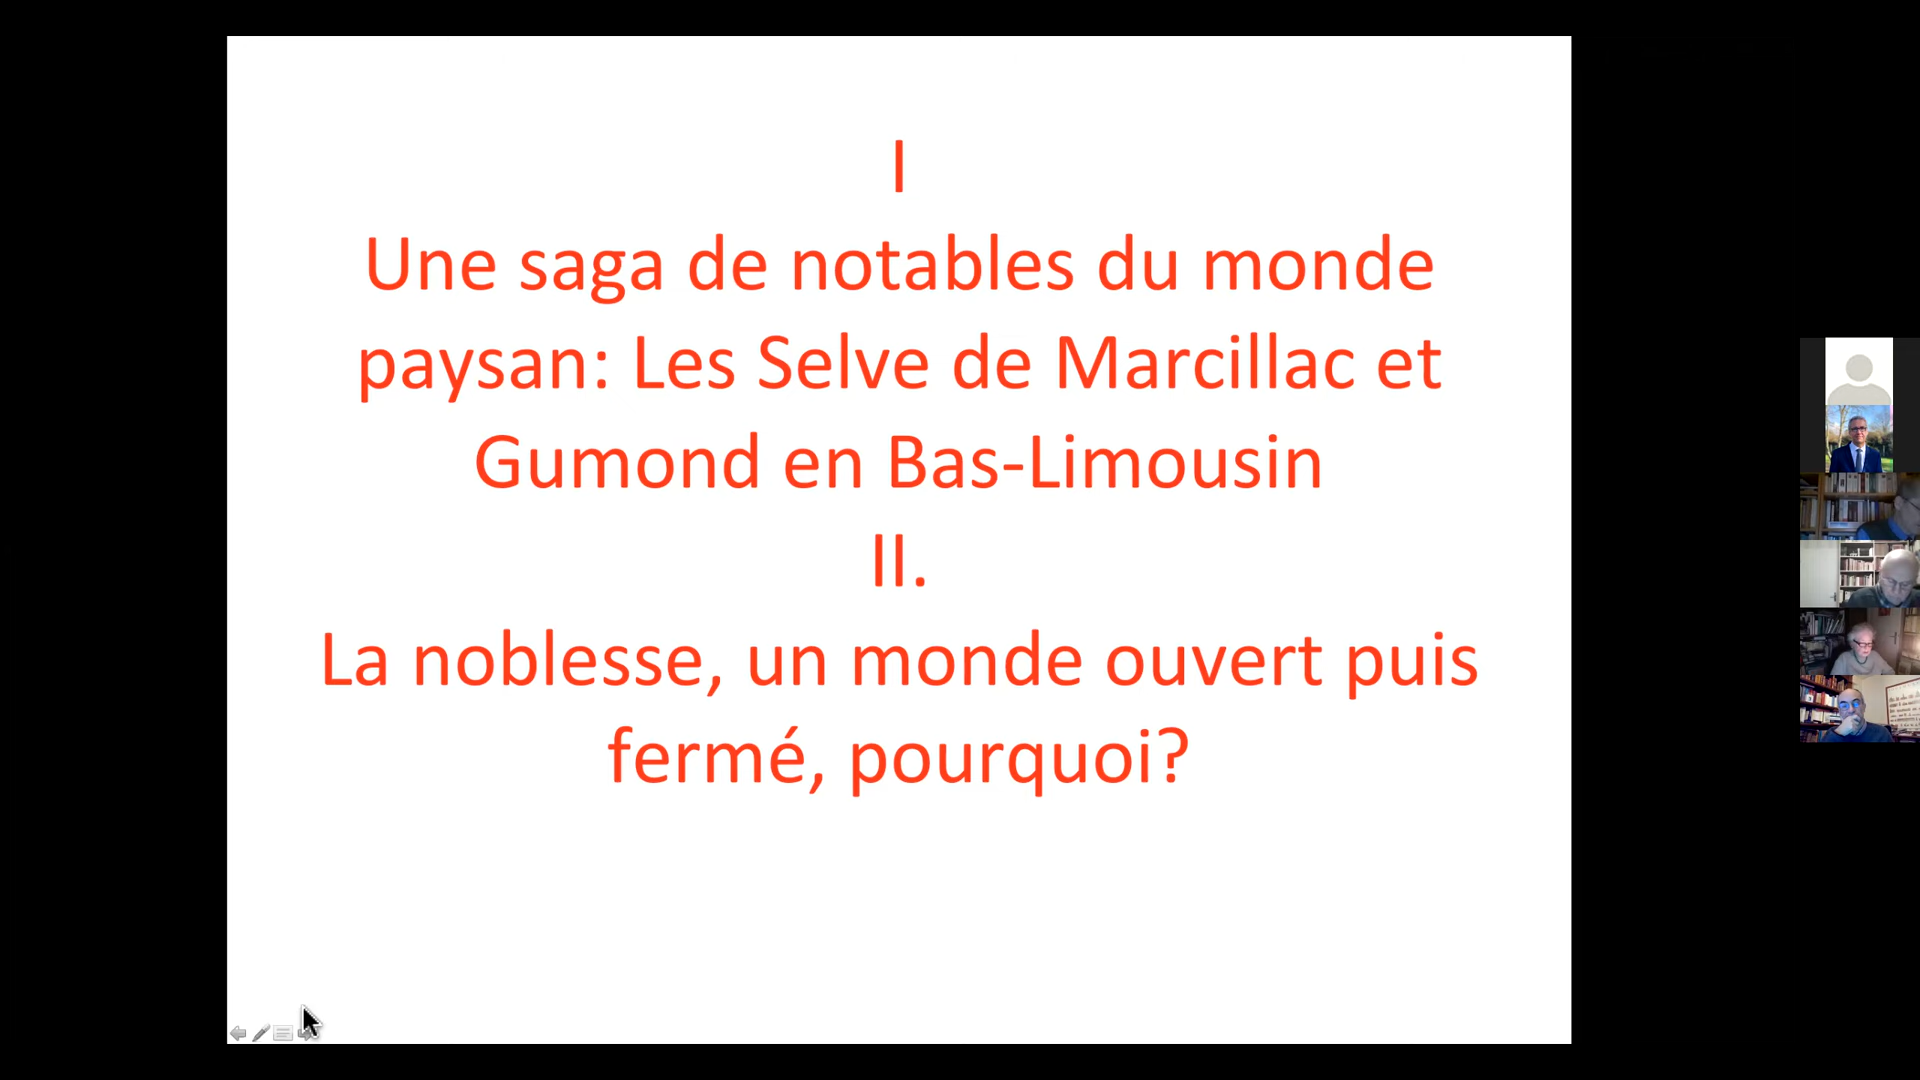 I
Une saga de notables du monde
paysan: Les Selve de Marcillac et
Gumond en Bas-Limousin
II.
La noblesse, un monde ouvert puis
fermé, pourquoi?